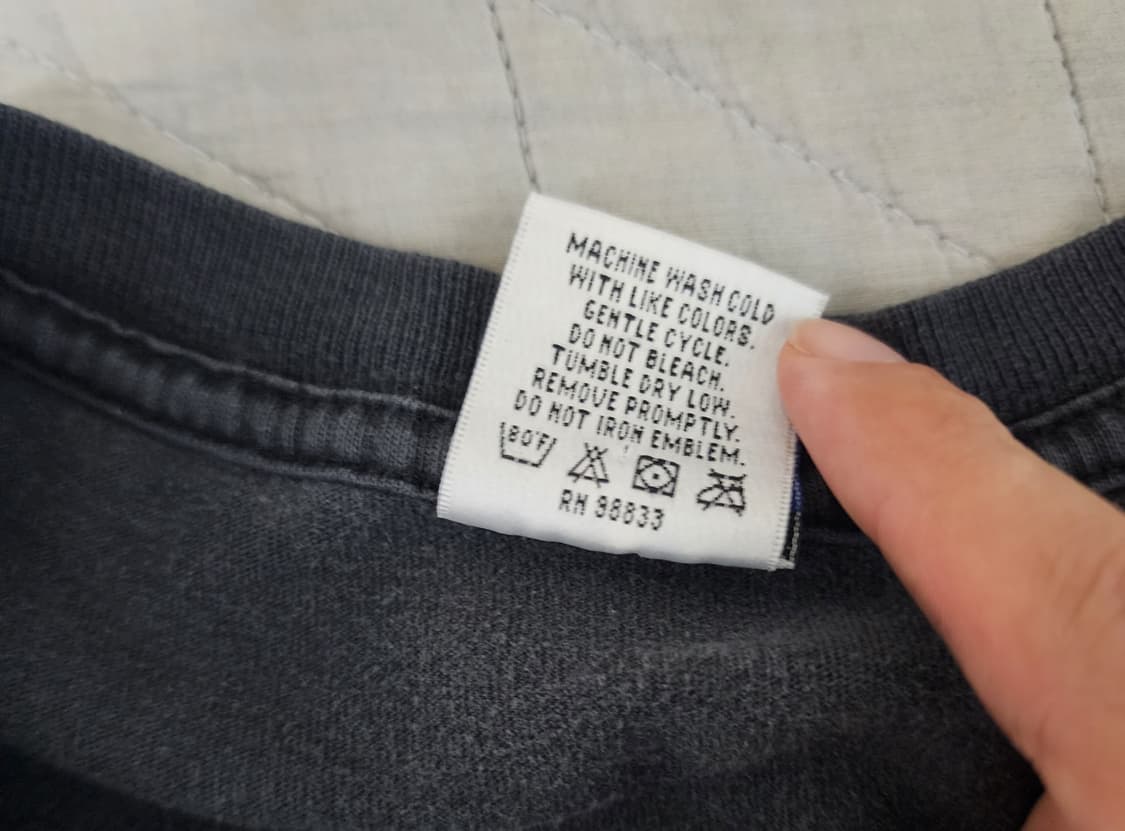 MACHINE WASH COLD
WITH LIKE COLORS.
GENTLE CYCLE.
DO NOT BLEACH.
TUMBLE DRY LOW.
REMOVE PROMPTLY.
DO NOT IRON EMBLEM.
80°F
RN 98833